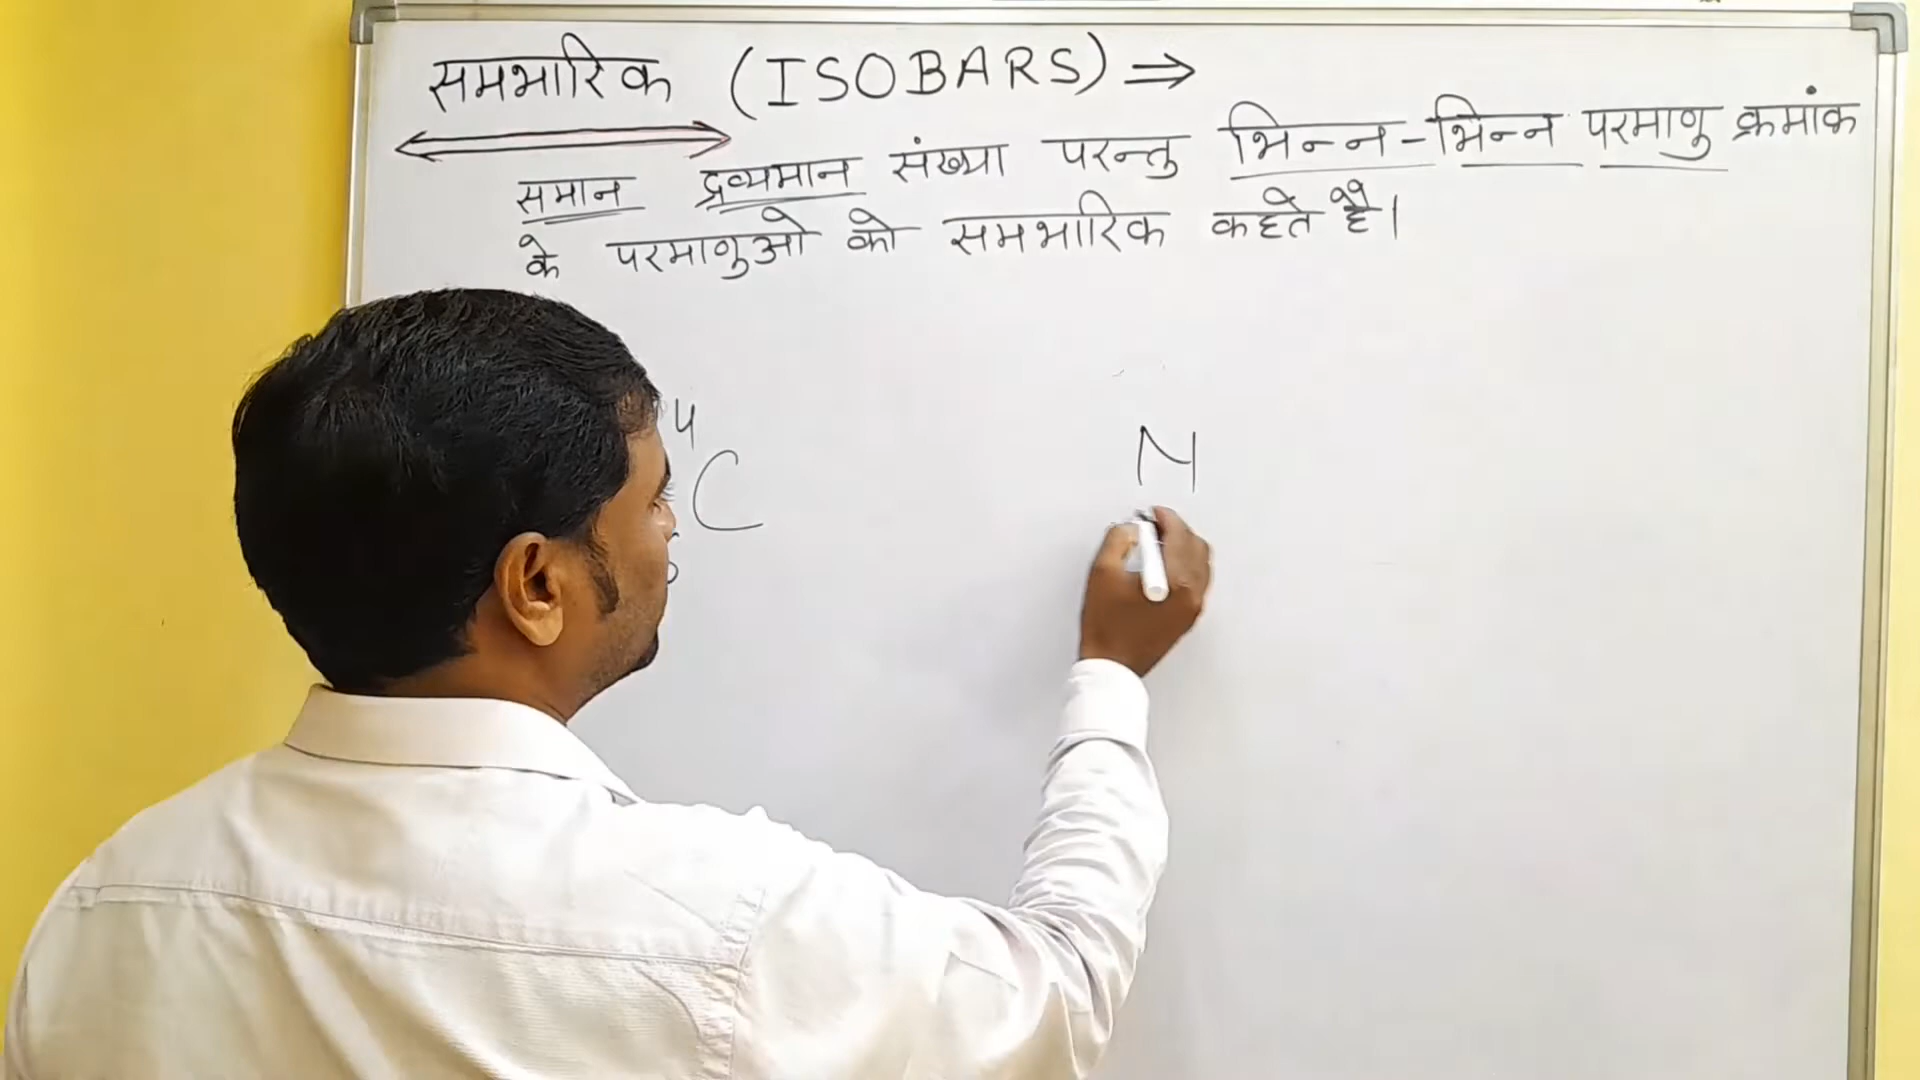 समभारिक (ISOBARS) ⇒
समान द्रव्यमान संख्या परन्तु भिन्न-भिन्न परमाणु क्रमांक
के परमाणुओ को समभारिक कहते है।
4
C
N